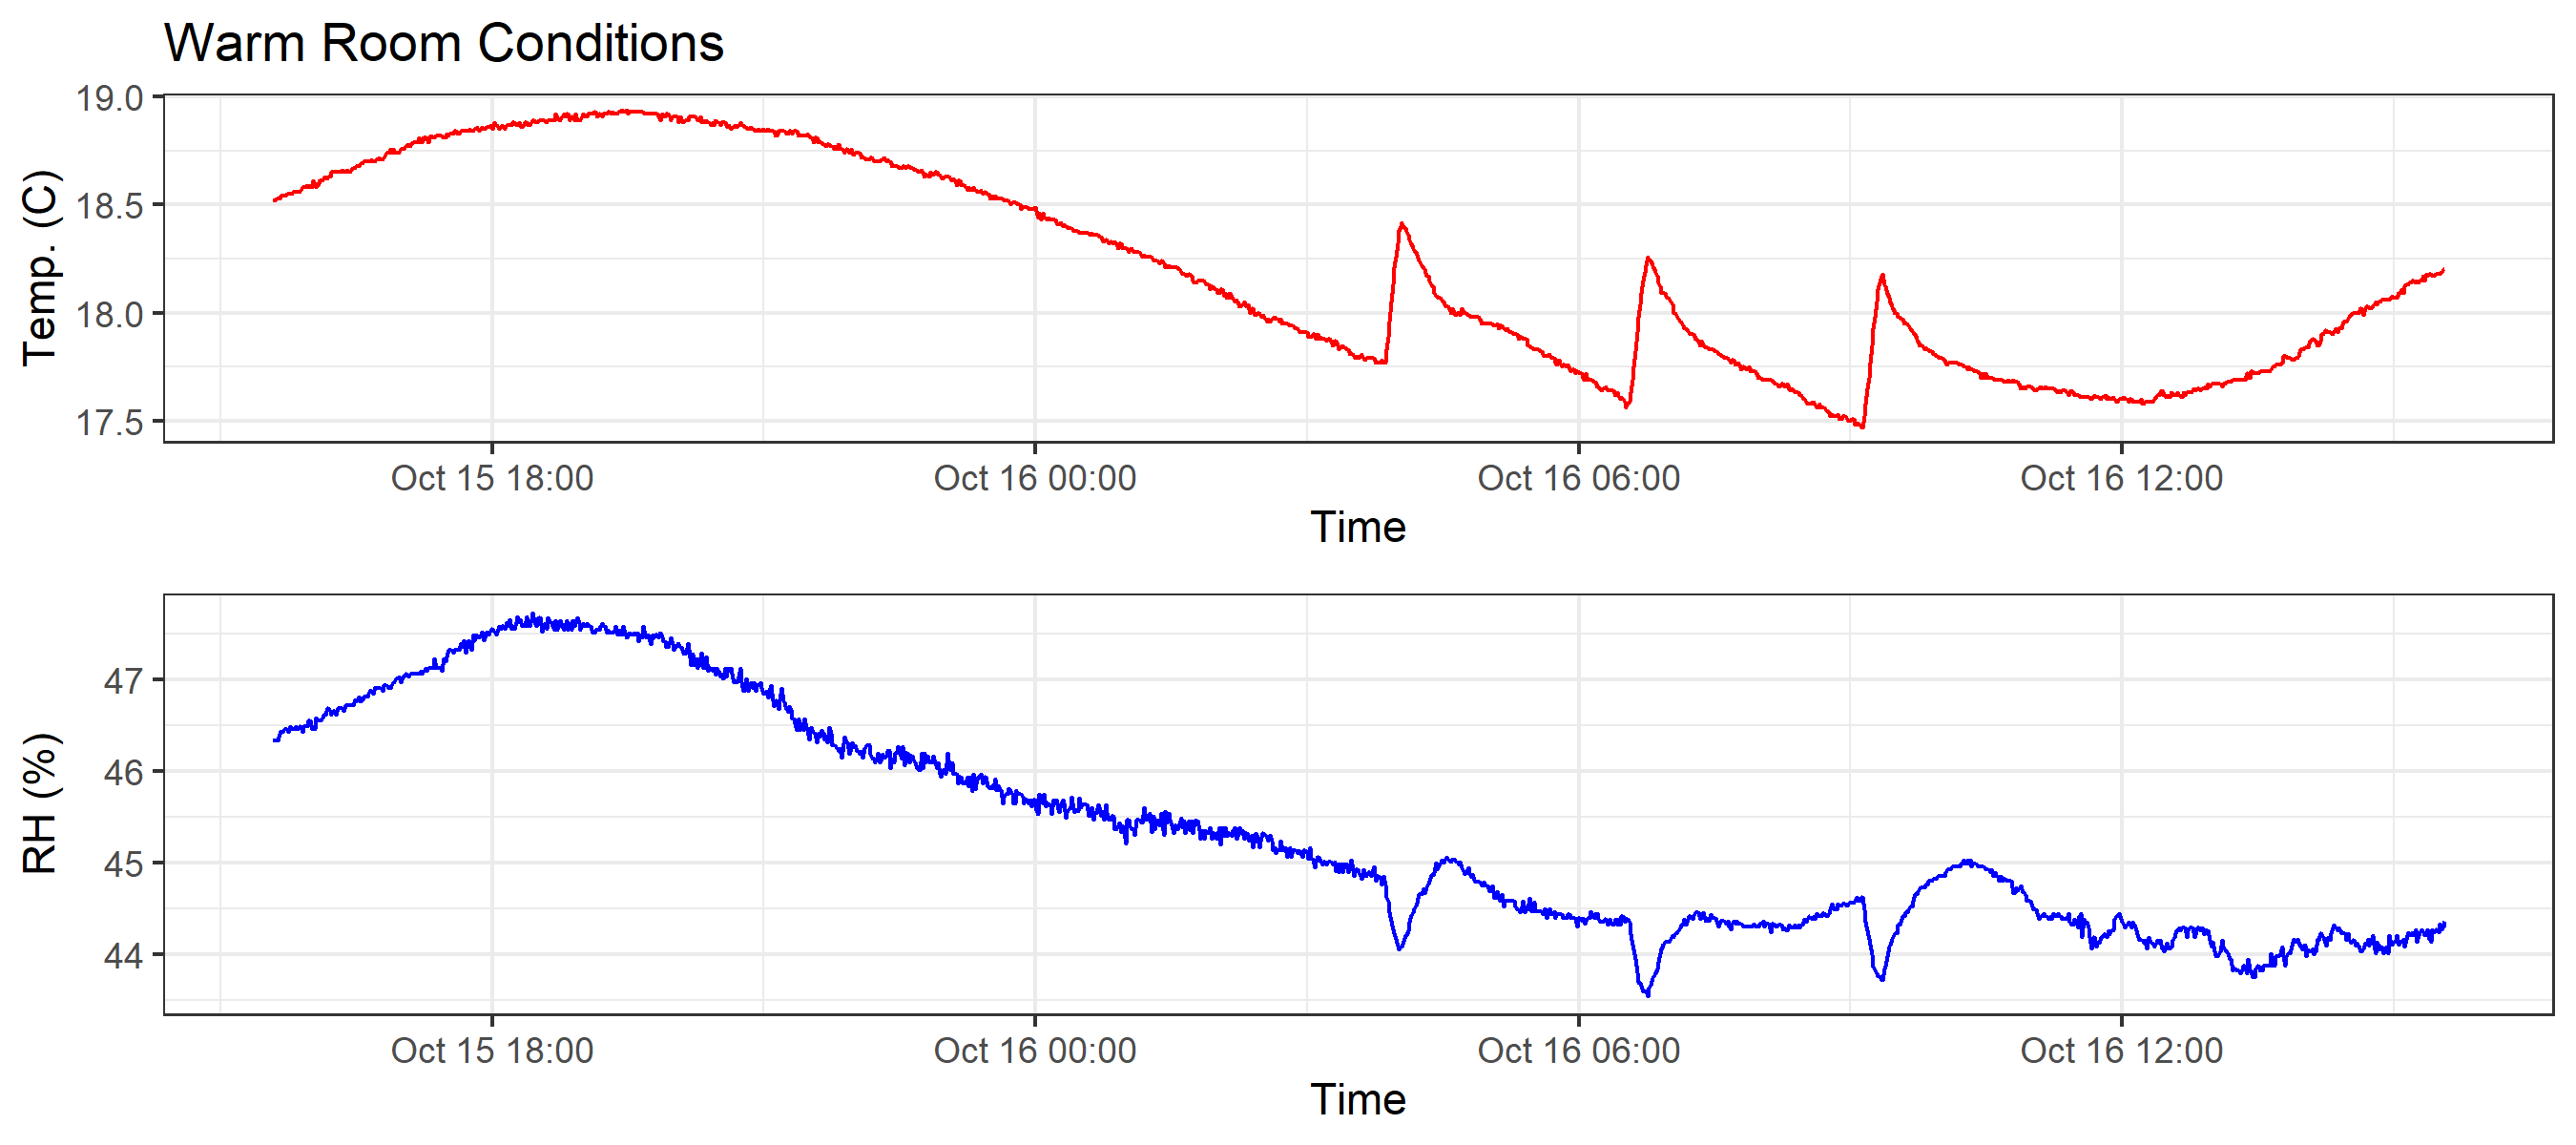 Warm Room Conditions
Temp. (C)
19.0
18.5
18.0
17.5
Oct 15 18:00 Oct 16 00:00 Oct 16 06:00 Oct 16 12:00
Time
RH (%)
47
46
45
44
Oct 15 18:00 Oct 16 00:00 Oct 16 06:00 Oct 16 12:00
Time